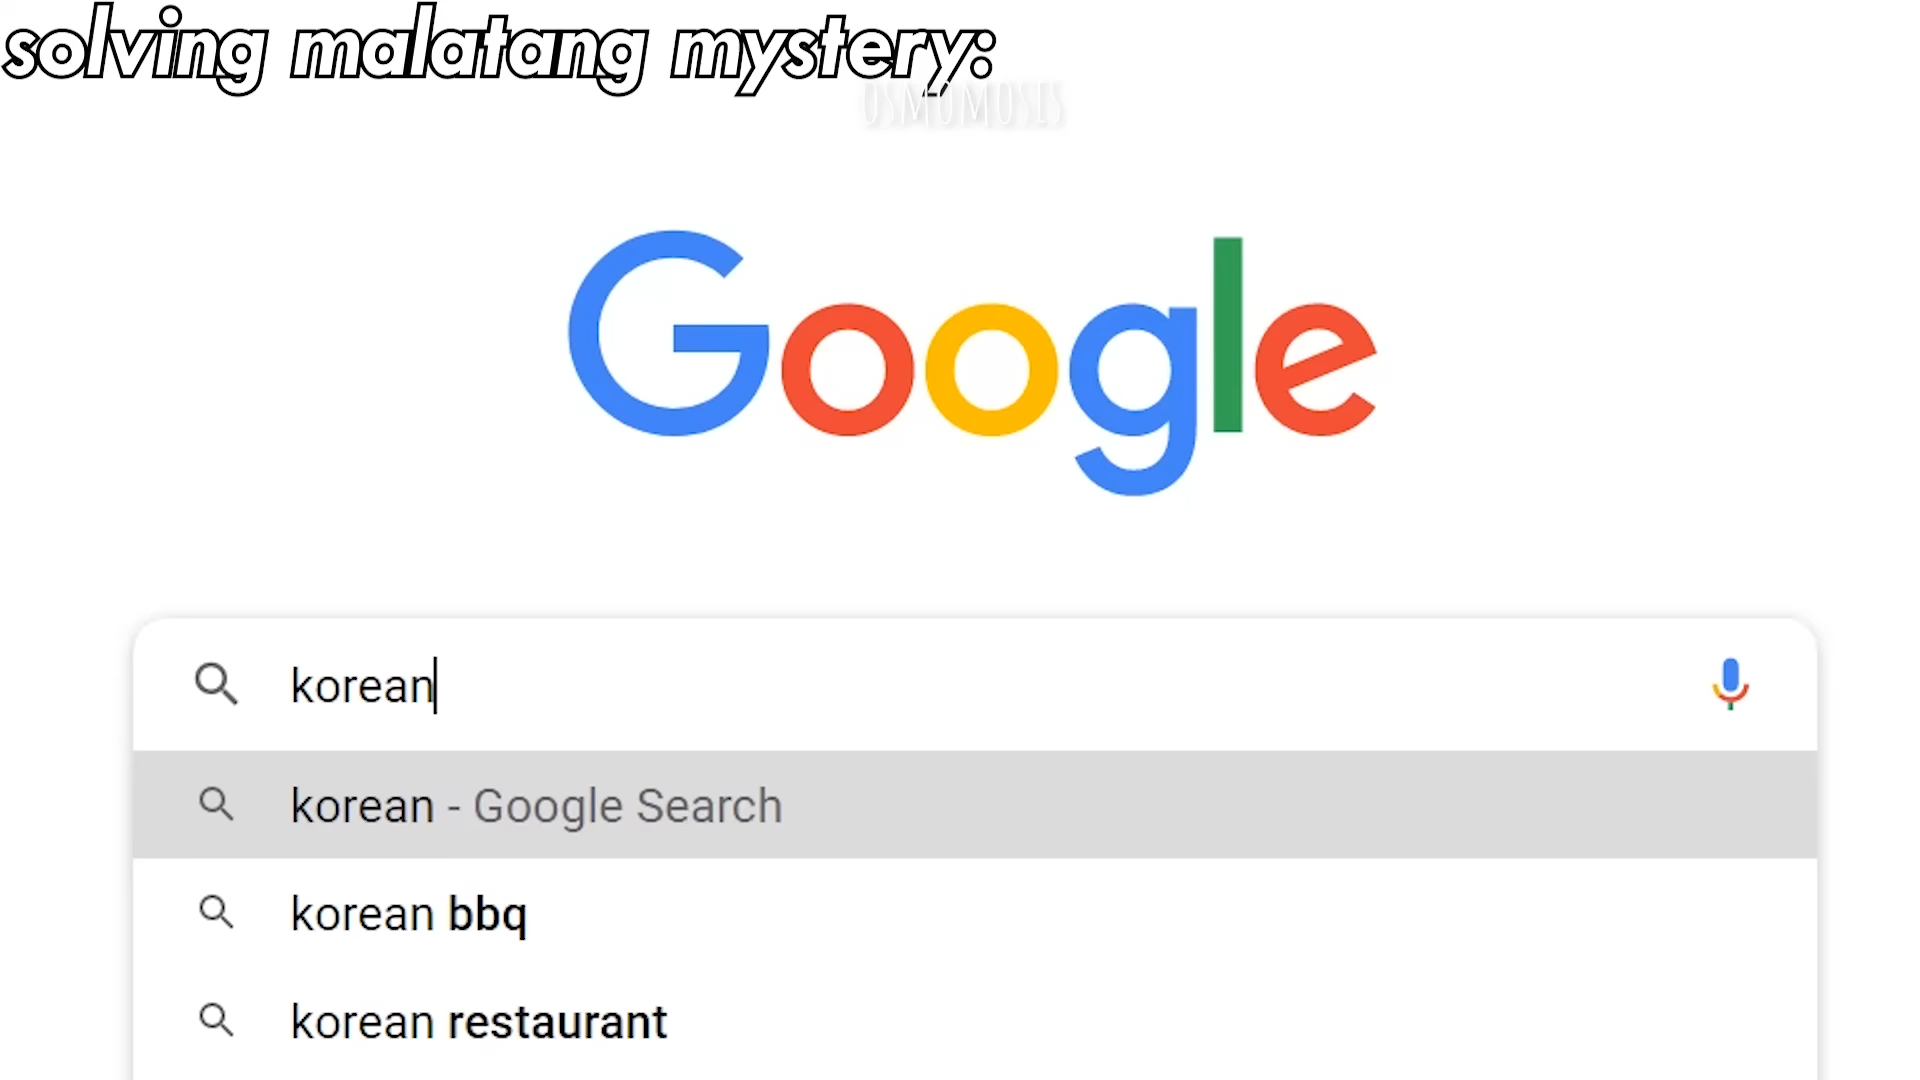 solving malatang mystery:
OSMOMOSIS
Google
korean
korean - Google Search
korean bbq
korean restaurant